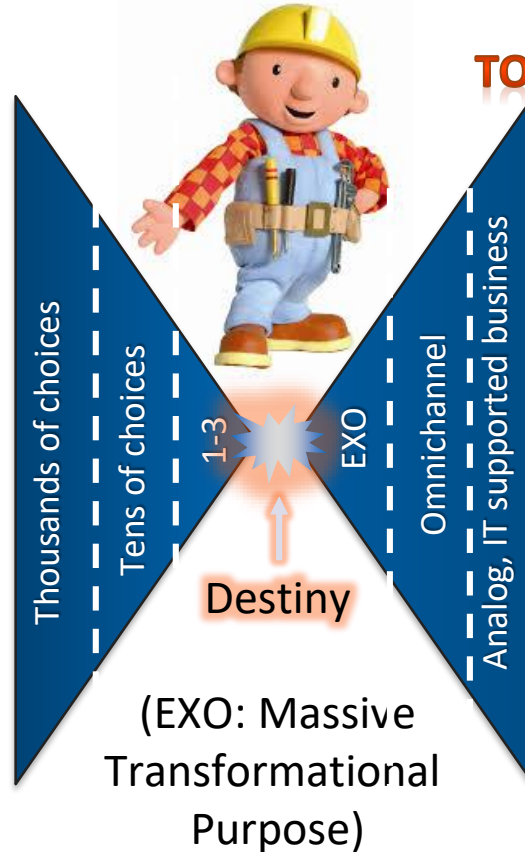 TO
Thousands of choices
Tens of choices
1-3
EXO
Omnichannel
Analog, IT supported business
Destiny
(EXO: Massive
Transformational
Purpose)